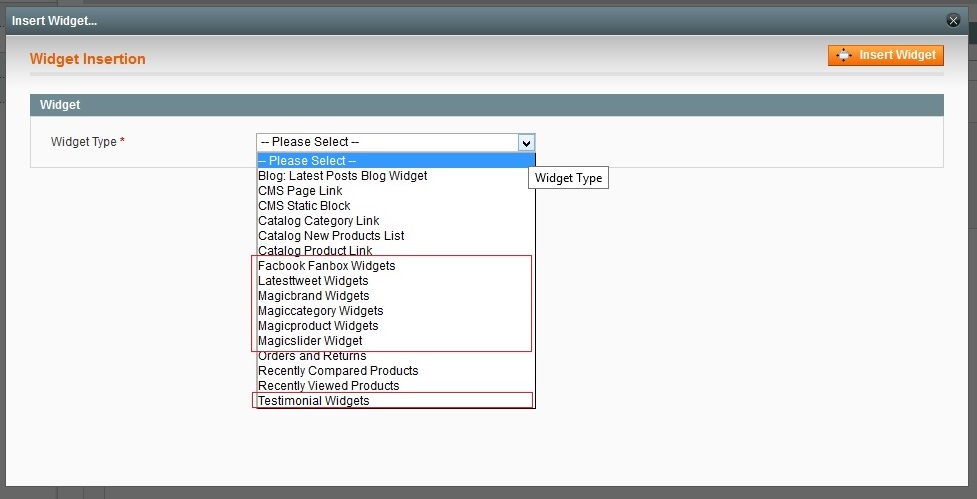 Insert Widget...
Widget Insertion
Insert Widget
Widget
Widget Type *
-- Please Select --
-- Please Select --
Blog: Latest Posts Blog Widget
Widget Type
CMS Page Link
CMS Static Block
Catalog Category Link
Catalog New Products List
Catalog Product Link
Facbook Fanbox Widgets
Latesttweet Widgets
Magicbrand Widgets
Magiccategory Widgets
Magicproduct Widgets
Magicslider Widget
Orders and Returns
Recently Compared Products
Recently Viewed Products
Testimonial Widgets